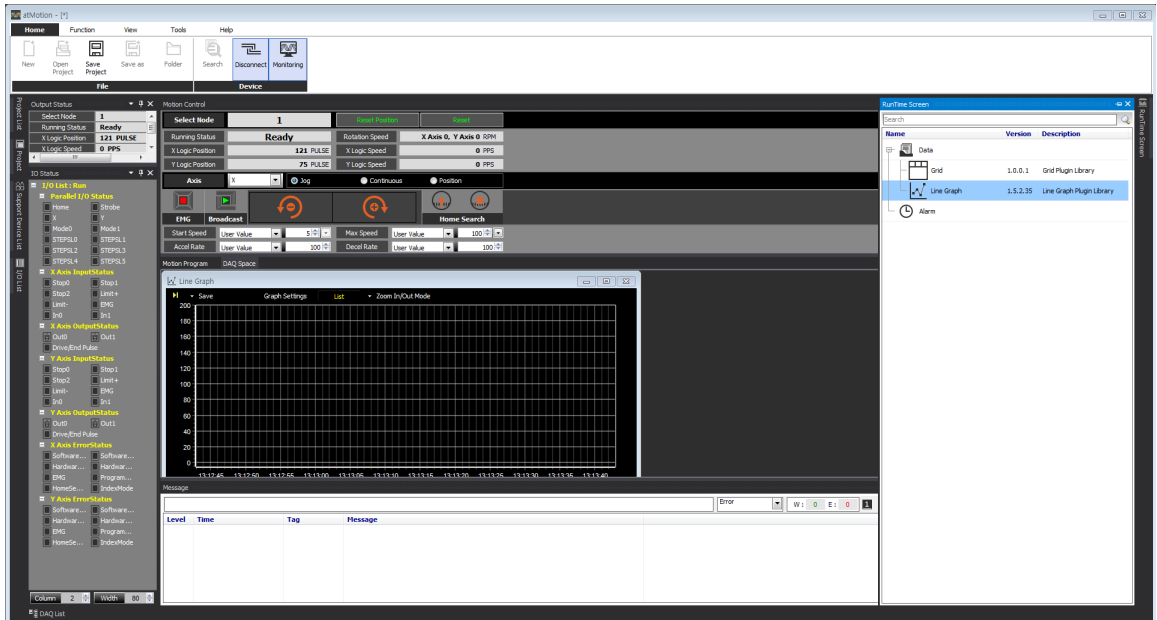 atMotion - [*]
Home Function View Tools Help
New Open Project Save Project Save as Folder Search Disconnect Monitoring
File Device
Project List
Project
Support Device List
I/O List
Output Status
Select Node 1
Running Status Ready
X Logic Position 121 PULSE
X Logic Speed 0 PPS
IO Status
I/O List : Run
Parallel I/O Status
Home Strobe
X Y
Mode0 Mode1
STEPSL0 STEPSL1
STEPSL2 STEPSL3
STEPSL4 STEPSL5
X Axis InputStatus
Stop0 Stop1
Stop2 Limit+
Limit- EMG
In0 In1
X Axis OutputStatus
Out0 Out1
Drive/End Pulse
Y Axis InputStatus
Stop0 Stop1
Stop2 Limit+
Limit- EMG
In0 In1
Y Axis OutputStatus
Out0 Out1
Drive/End Pulse
X Axis ErrorStatus
Software... Software...
Hardwar... Hardwar...
EMG Program...
HomeSe... IndexMode
Y Axis ErrorStatus
Software... Software...
Hardwar... Hardwar...
EMG Program...
HomeSe... IndexMode
Column 2 Width 80
DAQ List
Motion Control
Select Node 1 Reset Position Reset
Running Status Ready Rotation Speed X Axis 0, Y Axis 0 RPM
X Logic Position 121 PULSE X Logic Speed 0 PPS
Y Logic Position 75 PULSE Y Logic Speed 0 PPS
Axis X Jog Continuous Position
EMG Broadcast Home Search
Start Speed User Value 5 Max Speed User Value 100
Accel Rate User Value 100 Decel Rate User Value 100
Motion Program DAQ Space
Line Graph
Save Graph Settings List Zoom In/Out Mode
200
180
160
140
120
100
80
60
40
20
0
13:12:45 13:12:50 13:12:55 13:13:00 13:13:05 13:13:10 13:13:15 13:13:20 13:13:25 13:13:30 13:13:35 13:13:40
Message
Error W : 0 E : 0 1
Level Time Tag Message
RunTime Screen
Search
Name Version Description
Data
Grid 1.0.0.1 Grid Plugin Library
Line Graph 1.5.2.35 Line Graph Plugin Library
Alarm
RunTime Screen